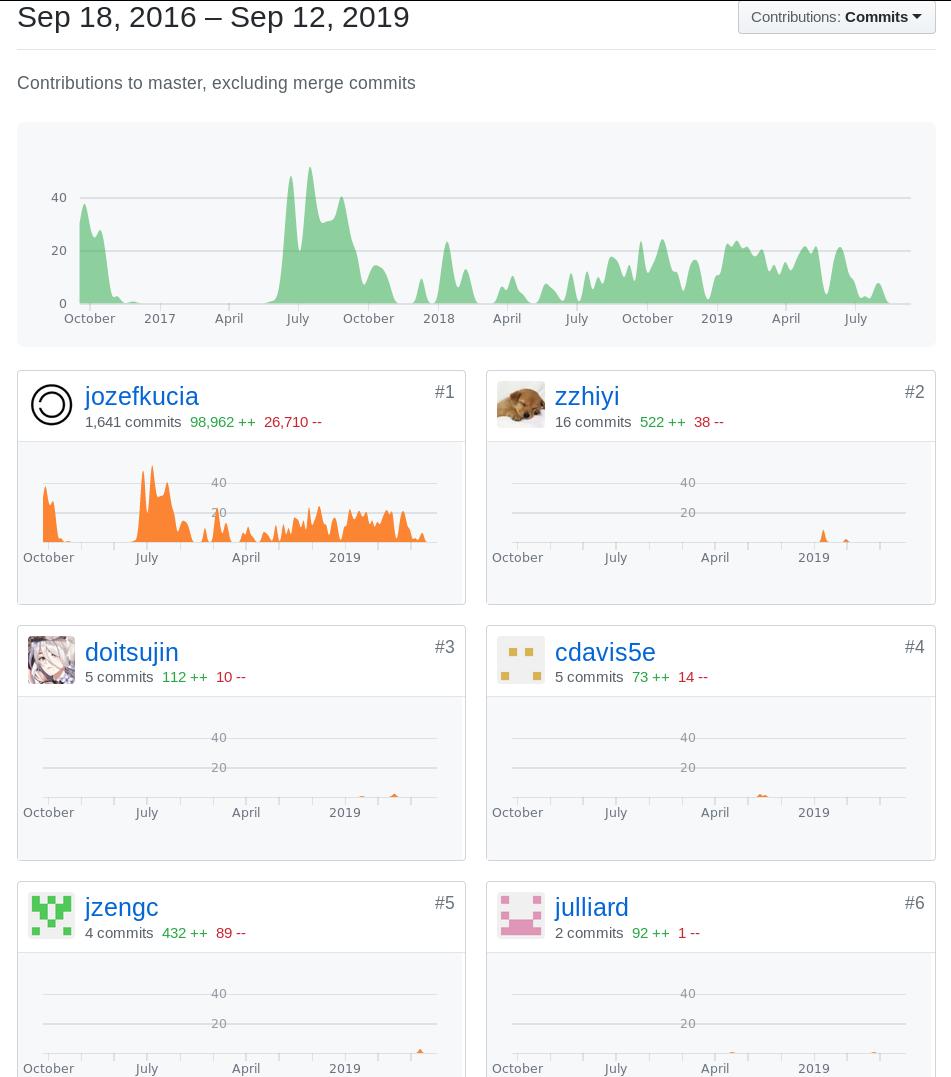 Sep 18, 2016 – Sep 12, 2019
Contributions: Commits
Contributions to master, excluding merge commits
40
20
0
October 2017 April July October 2018 April July October 2019 April July
jozefkucia #1
1,641 commits 98,962 ++ 26,710 --
40
20
October July April 2019
zzhiyi #2
16 commits 522 ++ 38 --
40
20
October July April 2019
doitsujin #3
5 commits 112 ++ 10 --
40
20
October July April 2019
cdavis5e #4
5 commits 73 ++ 14 --
40
20
October July April 2019
jzengc #5
4 commits 432 ++ 89 --
40
20
October July April 2019
julliard #6
2 commits 92 ++ 1 --
40
20
October July April 2019